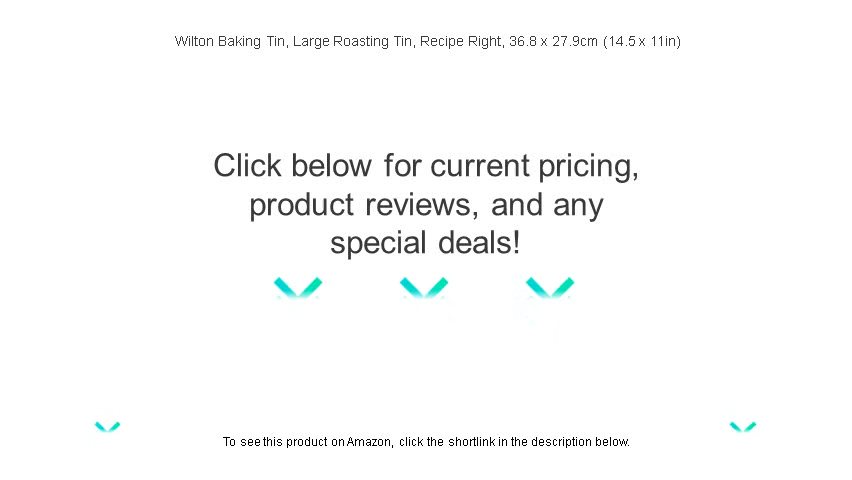 Wilton Baking Tin, Large Roasting Tin, Recipe Right, 36.8 x 27.9cm (14.5 x 11in)
Click below for current pricing,
product reviews, and any
special deals!
To see this product on Amazon, click the shortlink in the description below.